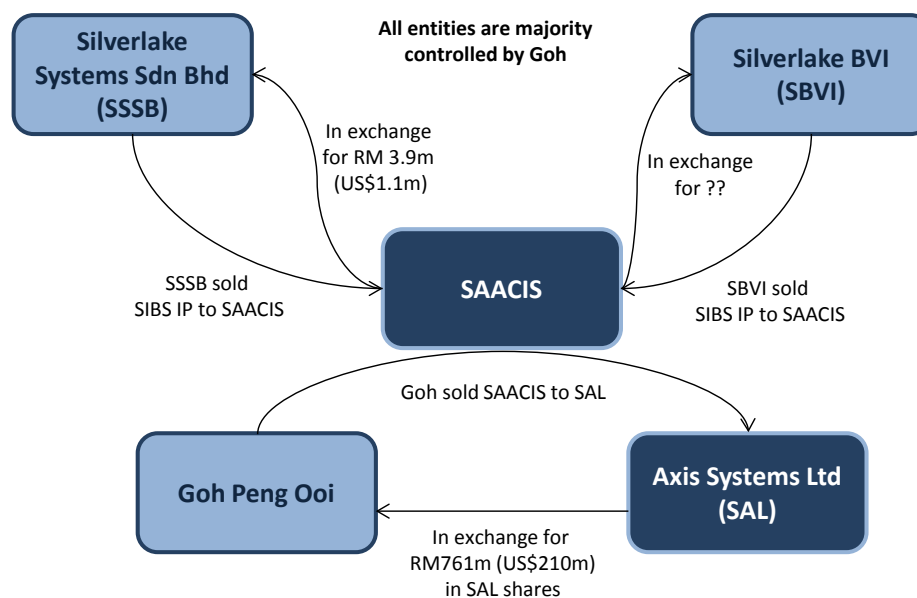 Silverlake
Systems Sdn Bhd
(SSSB)
All entities are majority
controlled by Goh
Silverlake BVI
(SBVI)
In exchange
for RM 3.9m
(US$1.1m)
In exchange
for ??
SAACIS
SSSB sold
SIBS IP to SAACIS
SBVI sold
SIBS IP to SAACIS
Goh sold SAACIS to SAL
Goh Peng Ooi
Axis Systems Ltd
(SAL)
In exchange for
RM761m (US$210m)
in SAL shares